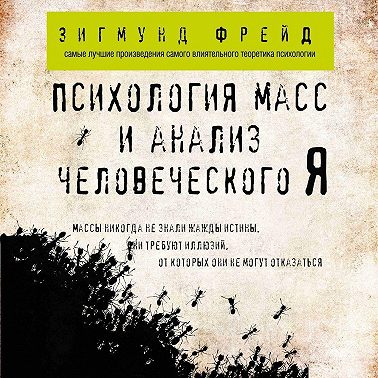 ЗИГМУНД ФРЕЙД
самые лучшие произведения самого влиятельного теоретика психологии
ПСИХОЛОГИЯ МАСС
И АНАЛИЗ
ЧЕЛОВЕЧЕСКОГО Я
МАССЫ НИКОГДА НЕ ЗНАЛИ ЖАЖДЫ ИСТИНЫ.
ОНИ ТРЕБУЮТ ИЛЛЮЗИЙ,
ОТ КОТОРЫХ ОНИ НЕ МОГУТ ОТКАЗАТЬСЯ